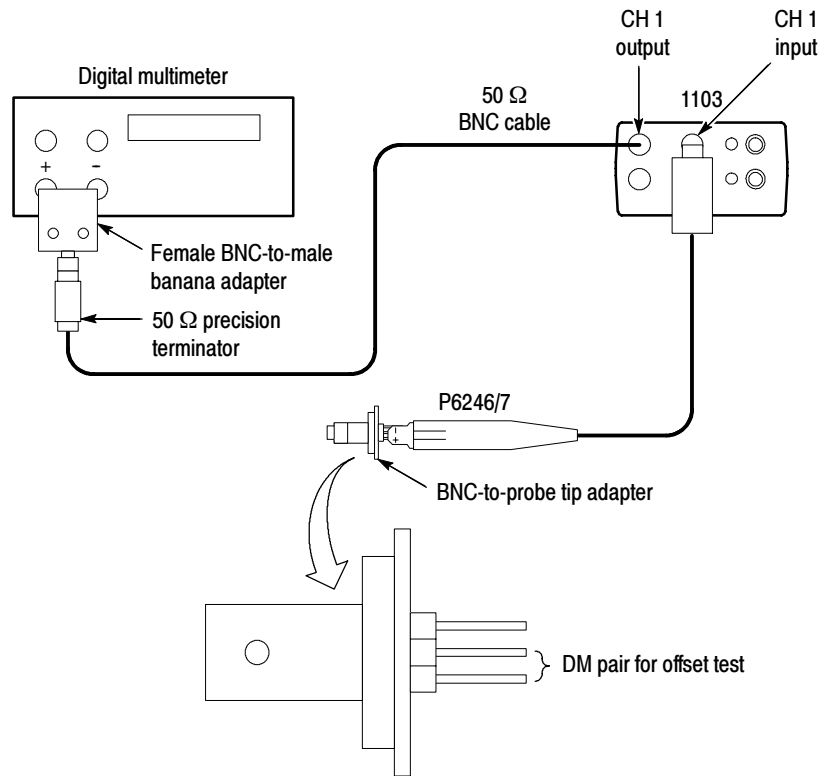 CH 1
output
CH 1
input
Digital multimeter
50 Ω
BNC cable
1103
+ −
Female BNC-to-male
banana adapter
50 Ω precision
terminator
P6246/7
−
+
BNC-to-probe tip adapter
DM pair for offset test